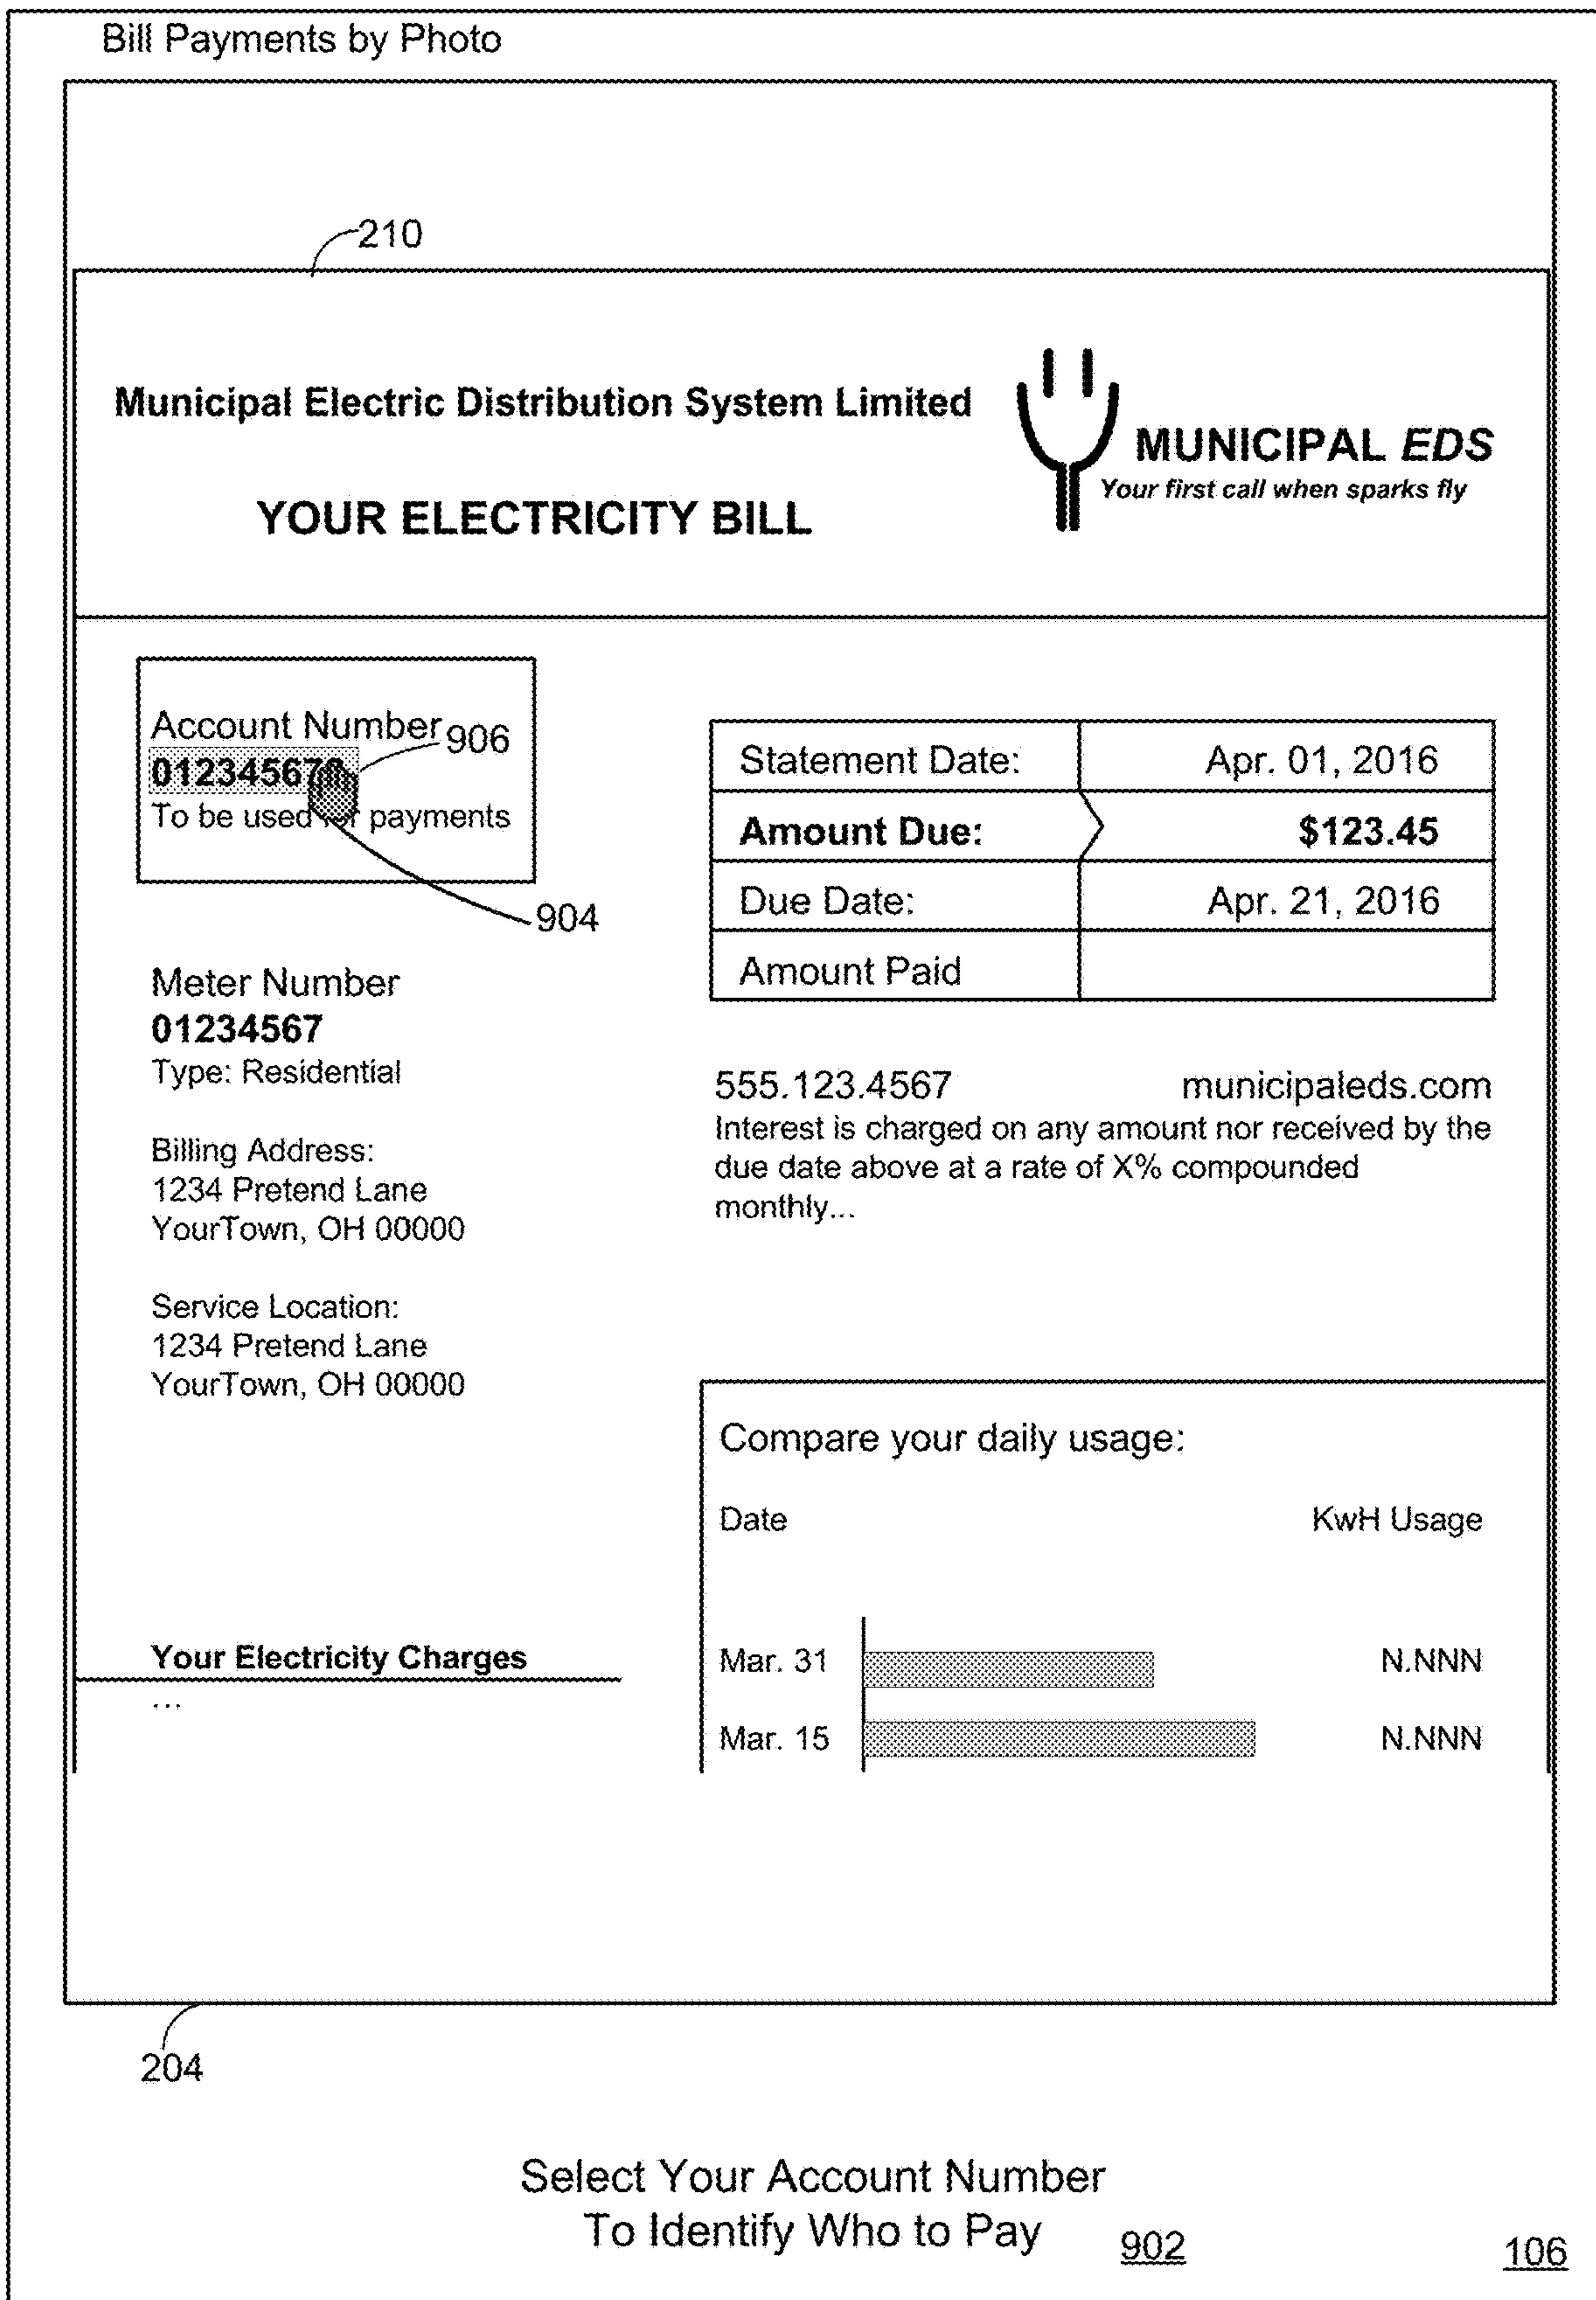 Bill Payments by Photo
210
Municipal Electric Distribution System Limited
YOUR ELECTRICITY BILL
MUNICIPAL EDS
Your first call when sparks fly
Account Number
906
To be used payments
904
Meter Number
01234567
Type: Residential
Billing Address:
1234 Pretend Lane
YourTown, OH 00000
Service Location:
1234 Pretend Lane
YourTown, OH 00000
Your Electricity Charges
...
Statement Date: Apr. 01, 2016
Amount Due: $123.45
Due Date: Apr. 21, 2016
Amount Paid
555.123.4567 municipaleds.com
Interest is charged on any amount nor received by the
due date above at a rate of X% compounded
monthly...
Compare your daily usage:
Date KwH Usage
Mar. 31 N.NNN
Mar. 15 N.NNN
204
Select Your Account Number
To Identify Who to Pay
902
106